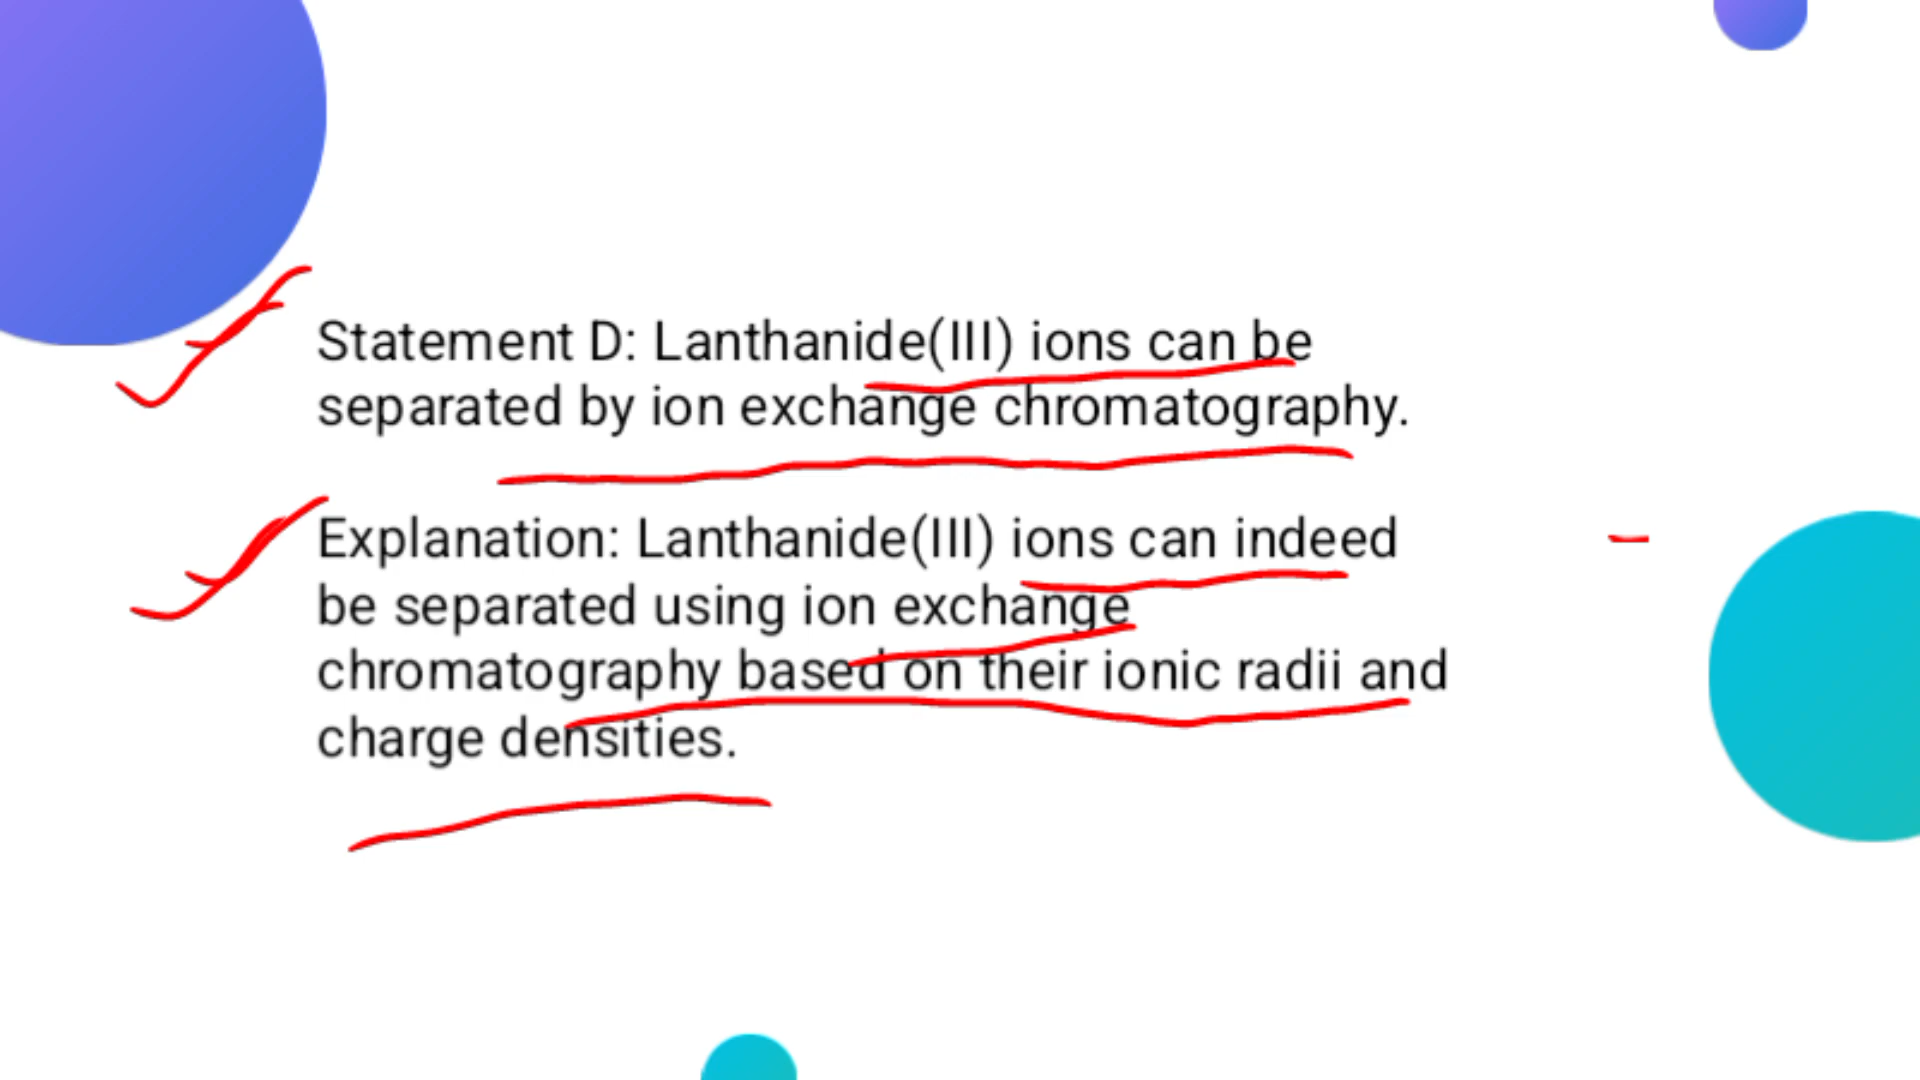 Statement D: Lanthanide(III) ions can be
separated by ion exchange chromatography.
Explanation: Lanthanide(III) ions can indeed
be separated using ion exchange
chromatography based on their ionic radii and
charge densities.